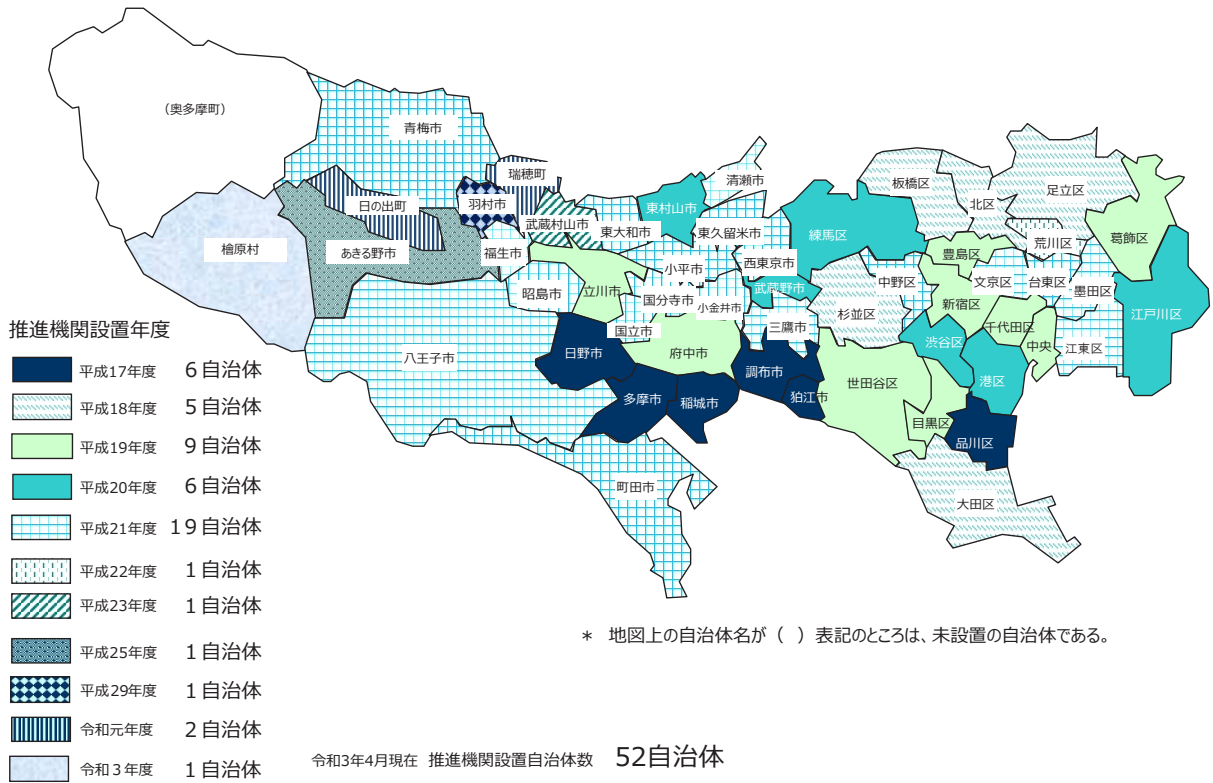 (奥多摩町)
青梅市
瑞穂町
羽村市
日の出町
武蔵村山市
檜原村
あきる野市
福生市
東大和市
東村山市
清瀬市
東久留米市
西東京市
小平市
昭島市
立川市
国分寺市
小金井市
武蔵野市
国立市
三鷹市
八王子市
日野市
府中市
調布市
狛江市
多摩市
稲城市
町田市
練馬区
板橋区
北区
足立区
葛飾区
荒川区
豊島区
文京区
台東区
墨田区
中野区
新宿区
杉並区
千代田区
中央
江東区
江戸川区
渋谷区
港区
世田谷区
目黒区
品川区
大田区
推進機関設置年度
平成17年度 6自治体
平成18年度 5自治体
平成19年度 9自治体
平成20年度 6自治体
平成21年度 19自治体
平成22年度 1自治体
平成23年度 1自治体
平成25年度 1自治体
平成29年度 1自治体
令和元年度 2自治体
令和3年度 1自治体
* 地図上の自治体名が( )表記のところは、未設置の自治体である。
令和3年4月現在 推進機関設置自治体数 52自治体